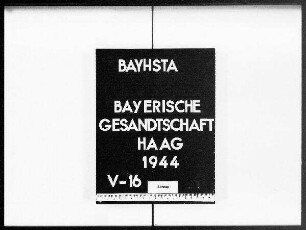 BAYHSTA
BAYERISCHE
GESANDTSCHAFT
HAAG
1944
V-16